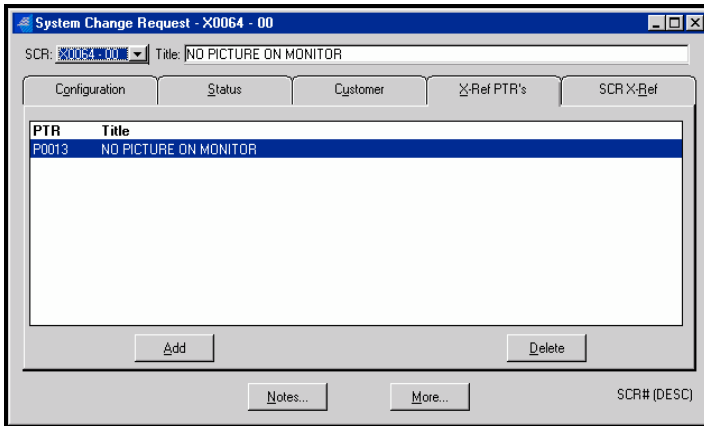 System Change Request - X0064 - 00
SCR: X0064 - 00 Title: NO PICTURE ON MONITOR
Configuration Status Customer X-Ref PTR's SCR X-Ref
PTR Title
P0013 NO PICTURE ON MONITOR
Add Delete
Notes... More... SCR# (DESC)